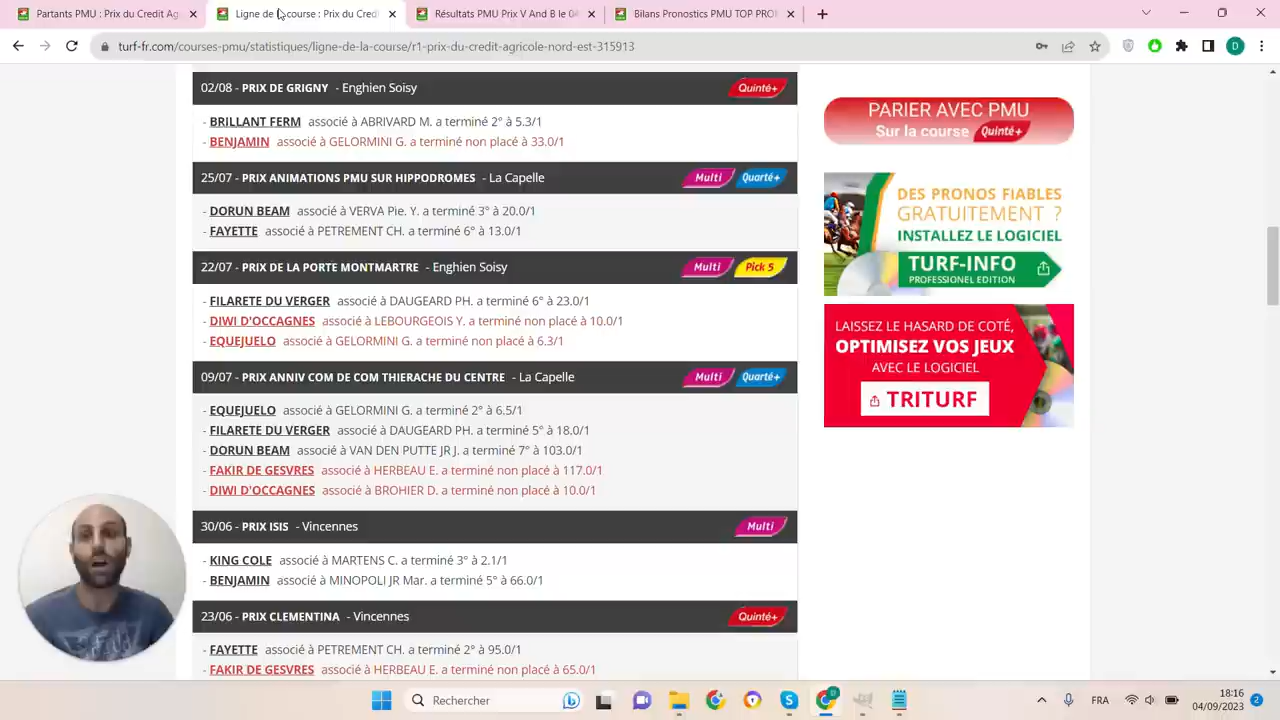 Prix du Crédit Ag
Ligne de la course : Prix du Cred
Résultats PMU Prix V And B le 04
Bilans Pronostics PMU TOP PRO
turf-fr.com/courses-pmu/statistiques/ligne-de-la-course/r1-prix-du-credit-agricole-nord-est-315913
D
02/08 - PRIX DE GRIGNY - Enghien Soisy
Quinté+
- BRILLANT FERM associé à ABRIVARD M. a terminé 2° à 5.3/1
- BENJAMIN associé à GELORMINI G. a terminé non placé à 33.0/1
25/07 - PRIX ANIMATIONS PMU SUR HIPPODROMES - La Capelle
Multi Quarté+
- DORUN BEAM associé à VERVA Pie. Y. a terminé 3° à 20.0/1
- FAYETTE associé à PETREMENT CH. a terminé 6° à 13.0/1
22/07 - PRIX DE LA PORTE MONTMARTRE - Enghien Soisy
Multi Pick 5
- FILARETE DU VERGER associé à DAUGEARD PH. a terminé 6° à 23.0/1
- DIWI D'OCCAGNES associé à LEBOURGEOIS Y. a terminé non placé à 10.0/1
- EQUEJUELO associé à GELORMINI G. a terminé non placé à 6.3/1
09/07 - PRIX ANNIV COM DE COM THIERACHE DU CENTRE - La Capelle
Multi Quarté+
- EQUEJUELO associé à GELORMINI G. a terminé 2° à 6.5/1
- FILARETE DU VERGER associé à DAUGEARD PH. a terminé 5° à 18.0/1
- DORUN BEAM associé à VAN DEN PUTTE JR J. a terminé 7° à 103.0/1
- FAKIR DE GESVRES associé à HERBEAU E. a terminé non placé à 117.0/1
- DIWI D'OCCAGNES associé à BROHIER D. a terminé non placé à 10.0/1
30/06 - PRIX ISIS - Vincennes
Multi
- KING COLE associé à MARTENS C. a terminé 3° à 2.1/1
- BENJAMIN associé à MINOPOLI JR Mar. a terminé 5° à 66.0/1
23/06 - PRIX CLEMENTINA - Vincennes
Quinté+
- FAYETTE associé à PETREMENT CH. a terminé 2° à 95.0/1
- FAKIR DE GESVRES associé à HERBEAU E. a terminé non placé à 65.0/1
PARIER AVEC PMU
Sur la course Quinté+
DES PRONOS FIABLES
GRATUITEMENT ?
INSTALLEZ LE LOGICIEL
TURF-INFO
PROFESSIONEL EDITION
LAISSEZ LE HASARD DE COTÉ,
OPTIMISEZ VOS JEUX
AVEC LE LOGICIEL
TRITURF
Rechercher
FRA
18:16
04/09/2023
2